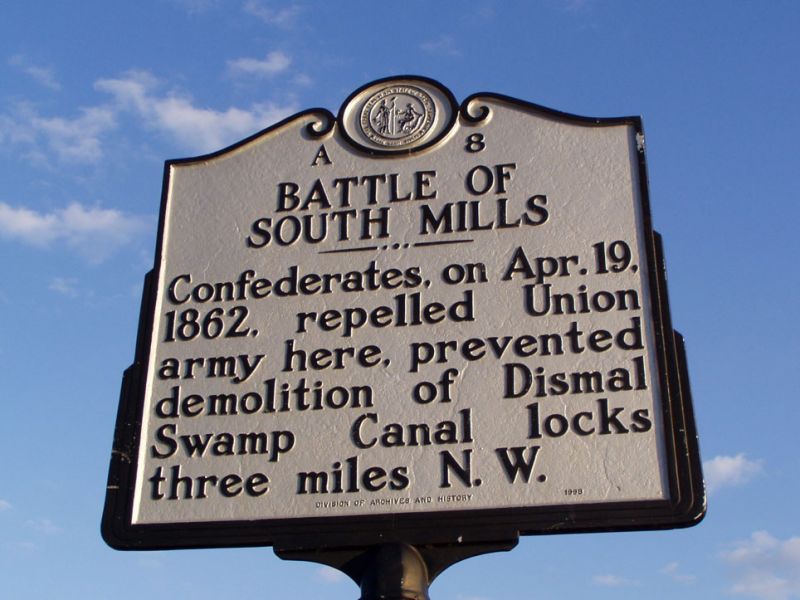 A 8
BATTLE OF
SOUTH MILLS
Confederates, on Apr. 19,
1862, repelled Union
army here, prevented
demolition of Dismal
Swamp Canal locks
three miles N. W.
DIVISION OF ARCHIVES AND HISTORY